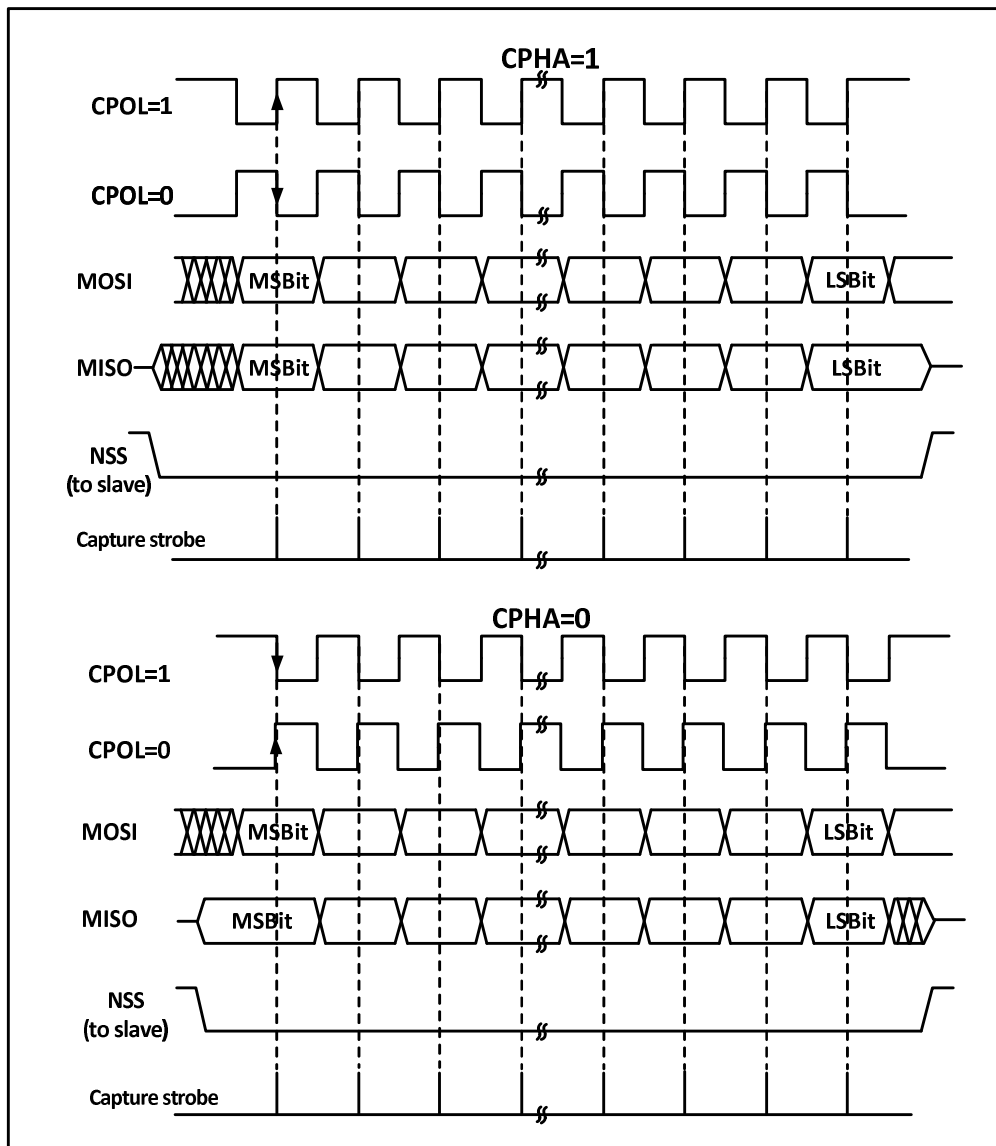 CPHA=1
CPOL=1
CPOL=0
MOSI
MSBit
LSBit
MISO
MSBit
LSBit
NSS
(to slave)
Capture strobe
CPHA=0
CPOL=1
CPOL=0
MOSI
MSBit
LSBit
MISO
MSBit
LSBit
NSS
(to slave)
Capture strobe